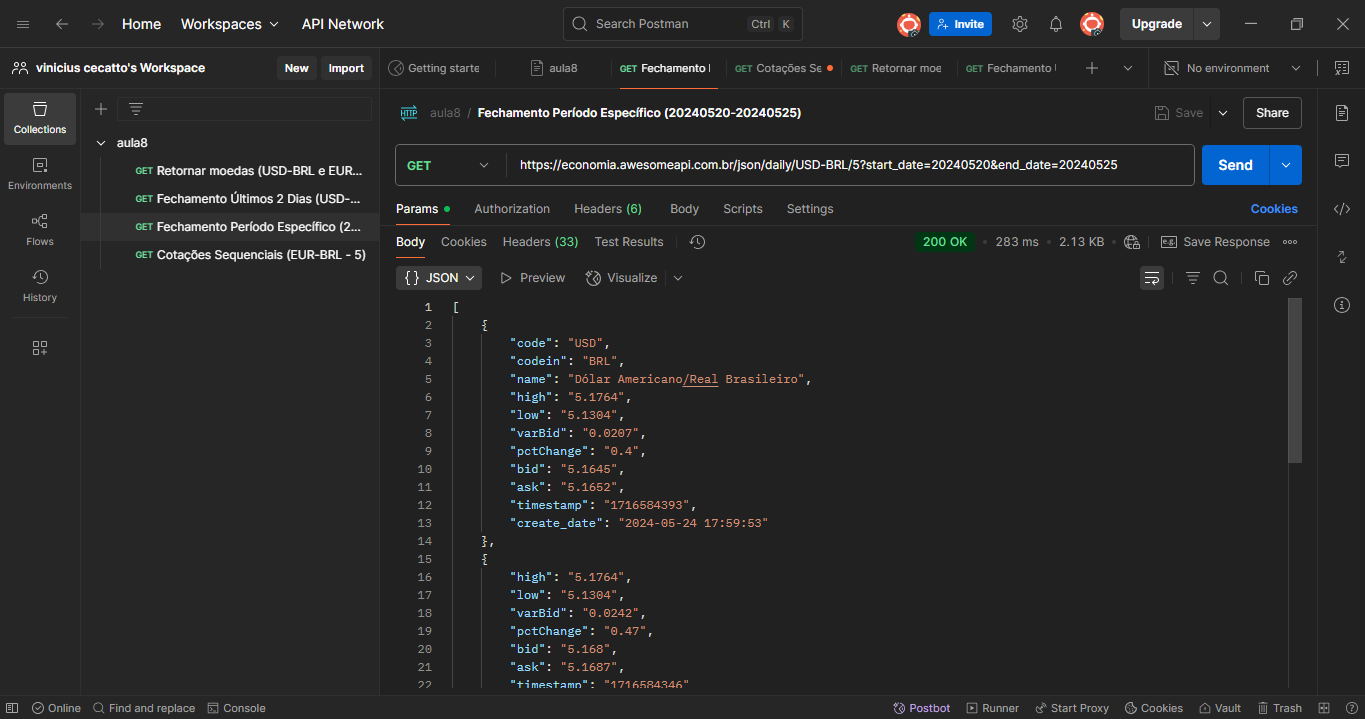 Home Workspaces API Network Search Postman Ctrl K Invite Upgrade
vinicius cecatto's Workspace New Import Getting starte aula8 GET Fechamento GET Cotações Se GET Retornar moe GET Fechamento No environment
Collections
Environments
Flows
History
aula8
GET Retornar moedas (USD-BRL e EUR...
GET Fechamento Últimos 2 Dias (USD-...
GET Fechamento Período Específico (2...
GET Cotações Sequenciais (EUR-BRL - 5)
HTTP aula8 / Fechamento Período Específico (20240520-20240525) Save Share
GET https://economia.awesomeapi.com.br/json/daily/USD-BRL/5?start_date=20240520&end_date=20240525 Send
Params Authorization Headers (6) Body Scripts Settings Cookies
Body Cookies Headers (33) Test Results 200 OK 283 ms 2.13 KB e.g. Save Response
{} JSON Preview Visualize
1 [
2 {
3 "code": "USD",
4 "codein": "BRL",
5 "name": "Dólar Americano/Real Brasileiro",
6 "high": "5.1764",
7 "low": "5.1304",
8 "varBid": "0.0207",
9 "pctChange": "0.4",
10 "bid": "5.1645",
11 "ask": "5.1652",
12 "timestamp": "1716584393",
13 "create_date": "2024-05-24 17:59:53"
14 },
15 {
16 "high": "5.1764",
17 "low": "5.1304",
18 "varBid": "0.0242",
19 "pctChange": "0.47",
20 "bid": "5.168",
21 "ask": "5.1687",
22 "timestamp": "1716584346"
Online Find and replace Console Postbot Runner Start Proxy Cookies Vault Trash